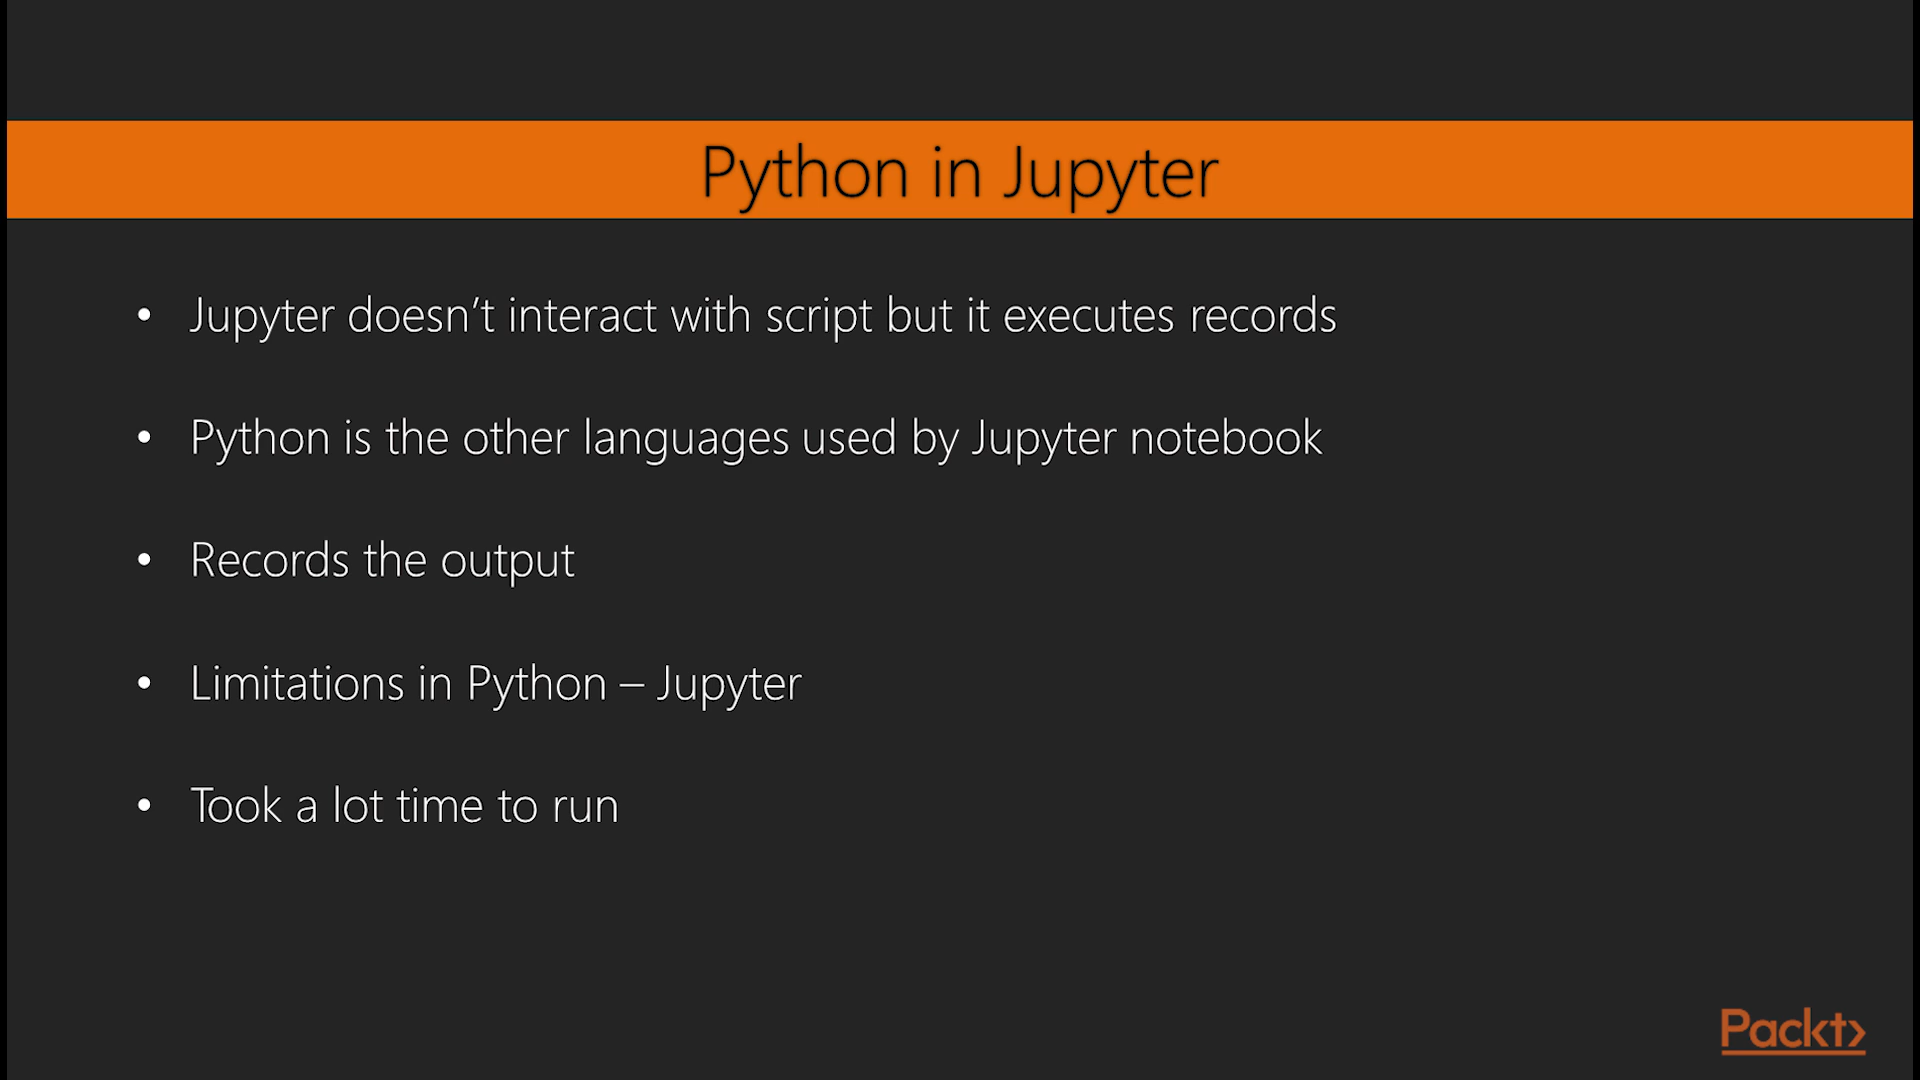 Python in Jupyter
• Jupyter doesn’t interact with script but it executes records
• Python is the other languages used by Jupyter notebook
• Records the output
• Limitations in Python – Jupyter
• Took a lot time to run
Packt>